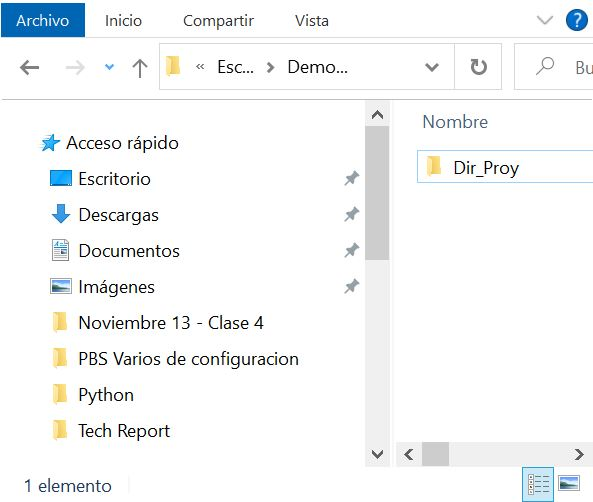 Archivo Inicio Compartir Vista ?
« Esc... Demo... Bu
Nombre
Dir_Proy
Acceso rápido
Escritorio
Descargas
Documentos
Imágenes
Noviembre 13 - Clase 4
PBS Varios de configuracion
Python
Tech Report
1 elemento